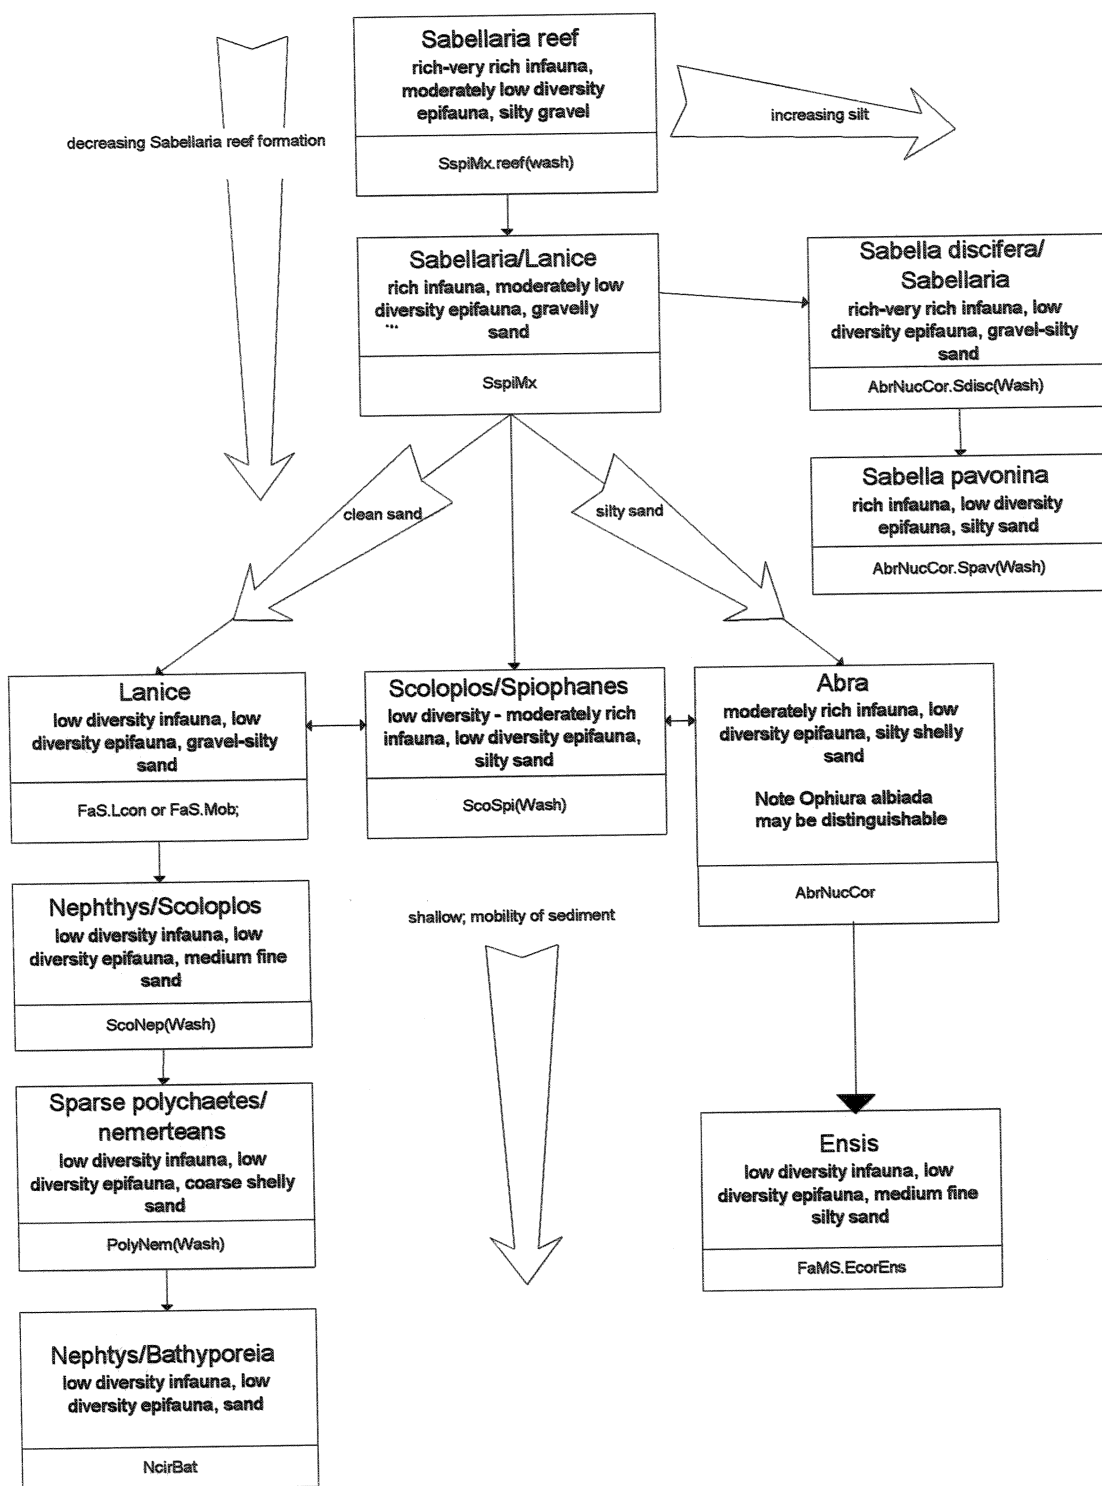 Sabellaria reef
rich-very rich infauna,
moderately low diversity
epifauna, silty gravel
SspiMx.reef(wash)
decreasing Sabellaria reef formation
increasing silt
Sabellaria/Lanice
rich infauna, moderately low
diversity epifauna, gravelly
... sand
SspiMx
Sabella discifera/
Sabellaria
rich-very rich infauna, low
diversity epifauna, gravel-silty
sand
AbrNucCor.Sdisc(Wash)
Sabella pavonina
rich infauna, low diversity
epifauna, silty sand
AbrNucCor.Spav(Wash)
clean sand
silty sand
Lanice
low diversity infauna, low
diversity epifauna, gravel-silty
sand
FaS.Lcon or FaS.Mob;
Scoloplos/Spiophanes
low diversity - moderately rich
infauna, low diversity epifauna,
silty sand
ScoSpi(Wash)
Abra
moderately rich infauna, low
diversity epifauna, silty shelly
sand
Note Ophiura albiada
may be distinguishable
AbrNucCor
Nephthys/Scoloplos
low diversity infauna, low
diversity epifauna, medium fine
sand
ScoNep(Wash)
shallow; mobility of sediment
Sparse polychaetes/
nemerteans
low diversity infauna, low
diversity epifauna, coarse shelly
sand
PolyNem(Wash)
Ensis
low diversity infauna, low
diversity epifauna, medium fine
silty sand
FaMS.EcorEns
Nephtys/Bathyporeia
low diversity infauna, low
diversity epifauna, sand
NcirBat